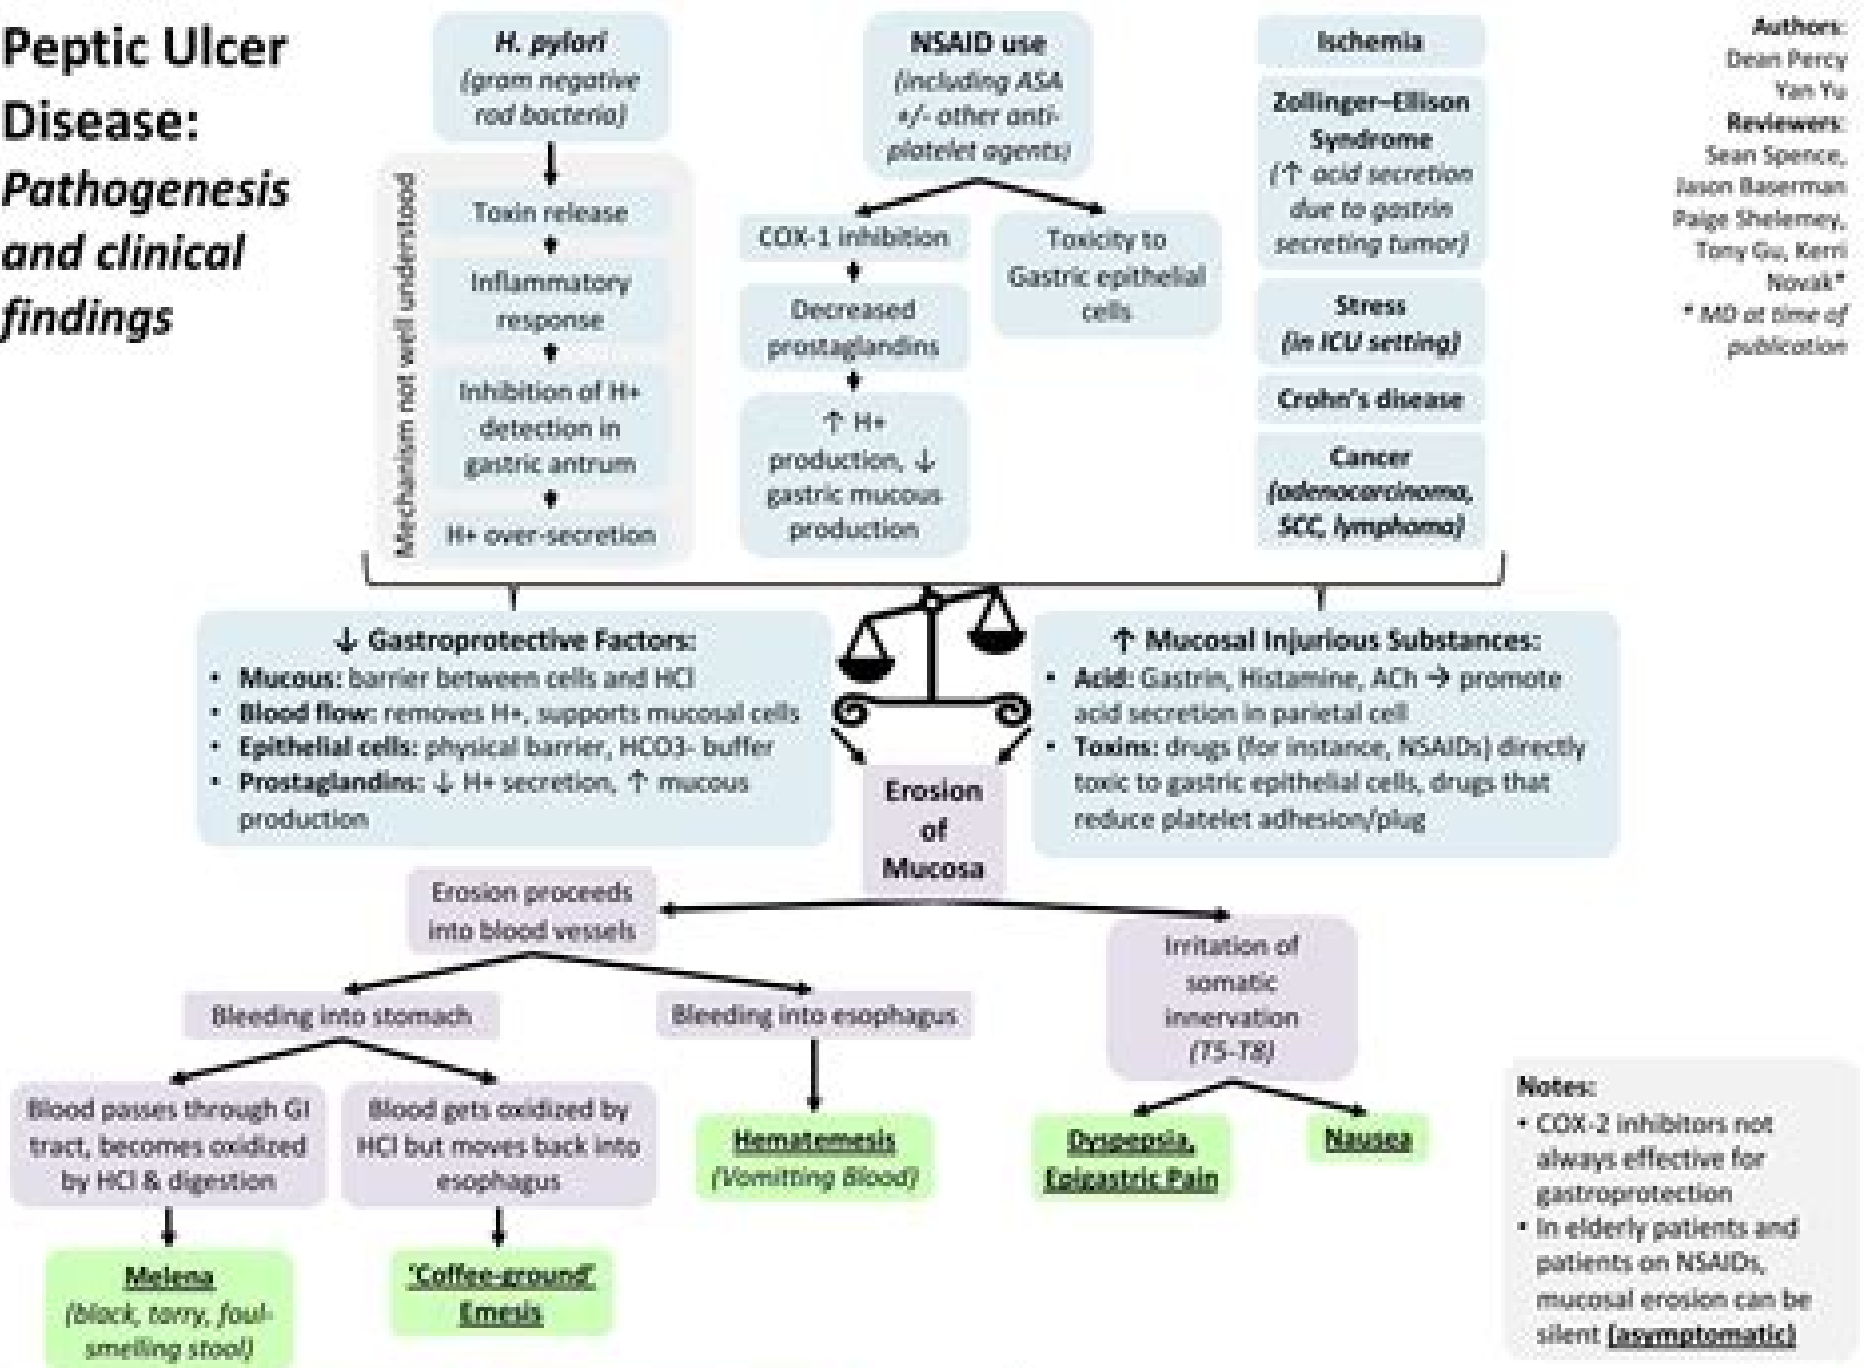 Peptic Ulcer
Disease:
Pathogenesis
and clinical
findings
H. pylori
(gram negative
rod bacteria)
Mechanism not well understood
Toxin release
Inflammatory
response
Inhibition of H+
detection in
gastric antrum
H+ over-secretion
NSAID use
(including ASA
+/- other anti-
platelet agents)
COX-1 inhibition
Decreased
prostaglandins
↑ H+
production, ↓
gastric mucous
production
Toxicity to
Gastric epithelial
cells
Ischemia
Zollinger–Ellison
Syndrome
(↑ acid secretion
due to gastrin
secreting tumor)
Stress
(in ICU setting)
Crohn's disease
Cancer
(adenocarcinoma,
SCC, lymphoma)
Authors:
Dean Percy
Yan Yu
Reviewers:
Sean Spence,
Jason Baserman
Paige Shelemey,
Tony Gu, Kerri
Novak*
* MD at time of
publication
↓ Gastroprotective Factors:
• Mucous: barrier between cells and HCl
• Blood flow: removes H+, supports mucosal cells
• Epithelial cells: physical barrier, HCO3- buffer
• Prostaglandins: ↓ H+ secretion, ↑ mucous
production
↑ Mucosal Injurious Substances:
• Acid: Gastrin, Histamine, ACh → promote
acid secretion in parietal cell
• Toxins: drugs (for instance, NSAIDs) directly
toxic to gastric epithelial cells, drugs that
reduce platelet adhesion/plug
Erosion
of
Mucosa
Erosion proceeds
into blood vessels
Irritation of
somatic
innervation
(T5-T8)
Bleeding into stomach
Bleeding into esophagus
Blood passes through GI
tract, becomes oxidized
by HCl & digestion
Blood gets oxidized by
HCl but moves back into
esophagus
Hematemesis
(Vomitting Blood)
Dyspepsia,
Epigastric Pain
Nausea
Melena
(black, tarry, foul-
smelling stool)
'Coffee-ground'
Emesis
Notes:
• COX-2 inhibitors not
always effective for
gastroprotection
• In elderly patients and
patients on NSAIDs,
mucosal erosion can be
silent (asymptomatic)